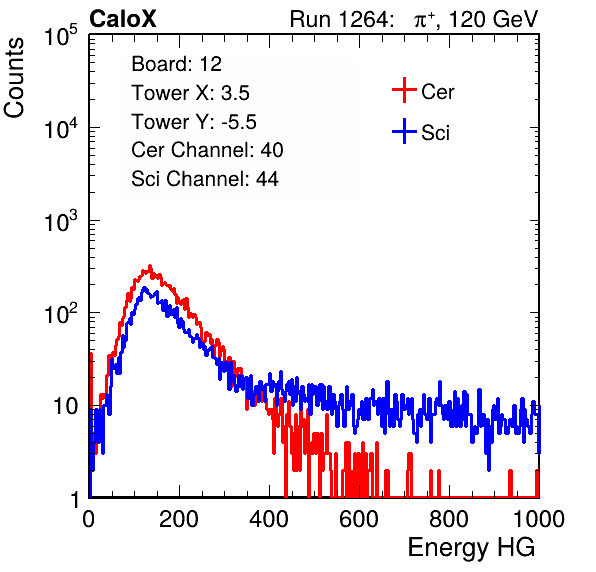 CaloX Run 1264: π⁺, 120 GeV
Board: 12
Tower X: 3.5
Tower Y: -5.5
Cer Channel: 40
Sci Channel: 44
Cer
Sci
Counts
10⁵
10⁴
10³
10²
10
1
0 200 400 600 800 1000
Energy HG